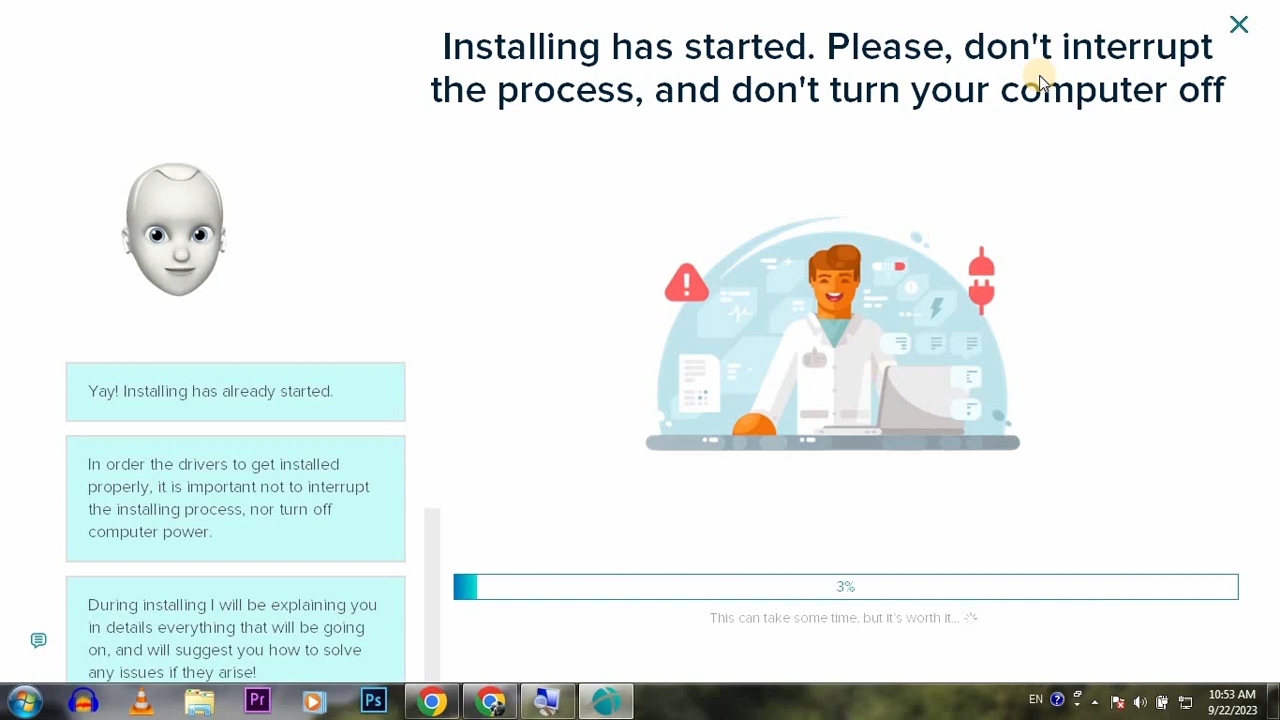 Installing has started. Please, don't interrupt
the process, and don't turn your computer off
Yay! Installing has already started.
In order the drivers to get installed
properly, it is important not to interrupt
the installing process, nor turn off
computer power.
During installing I will be explaining you
in details everything that will be going
on, and will suggest you how to solve
any issues if they arise!
3%
This can take some time, but it's worth it...
Pr
Ps
EN
10:53 AM
9/22/2023